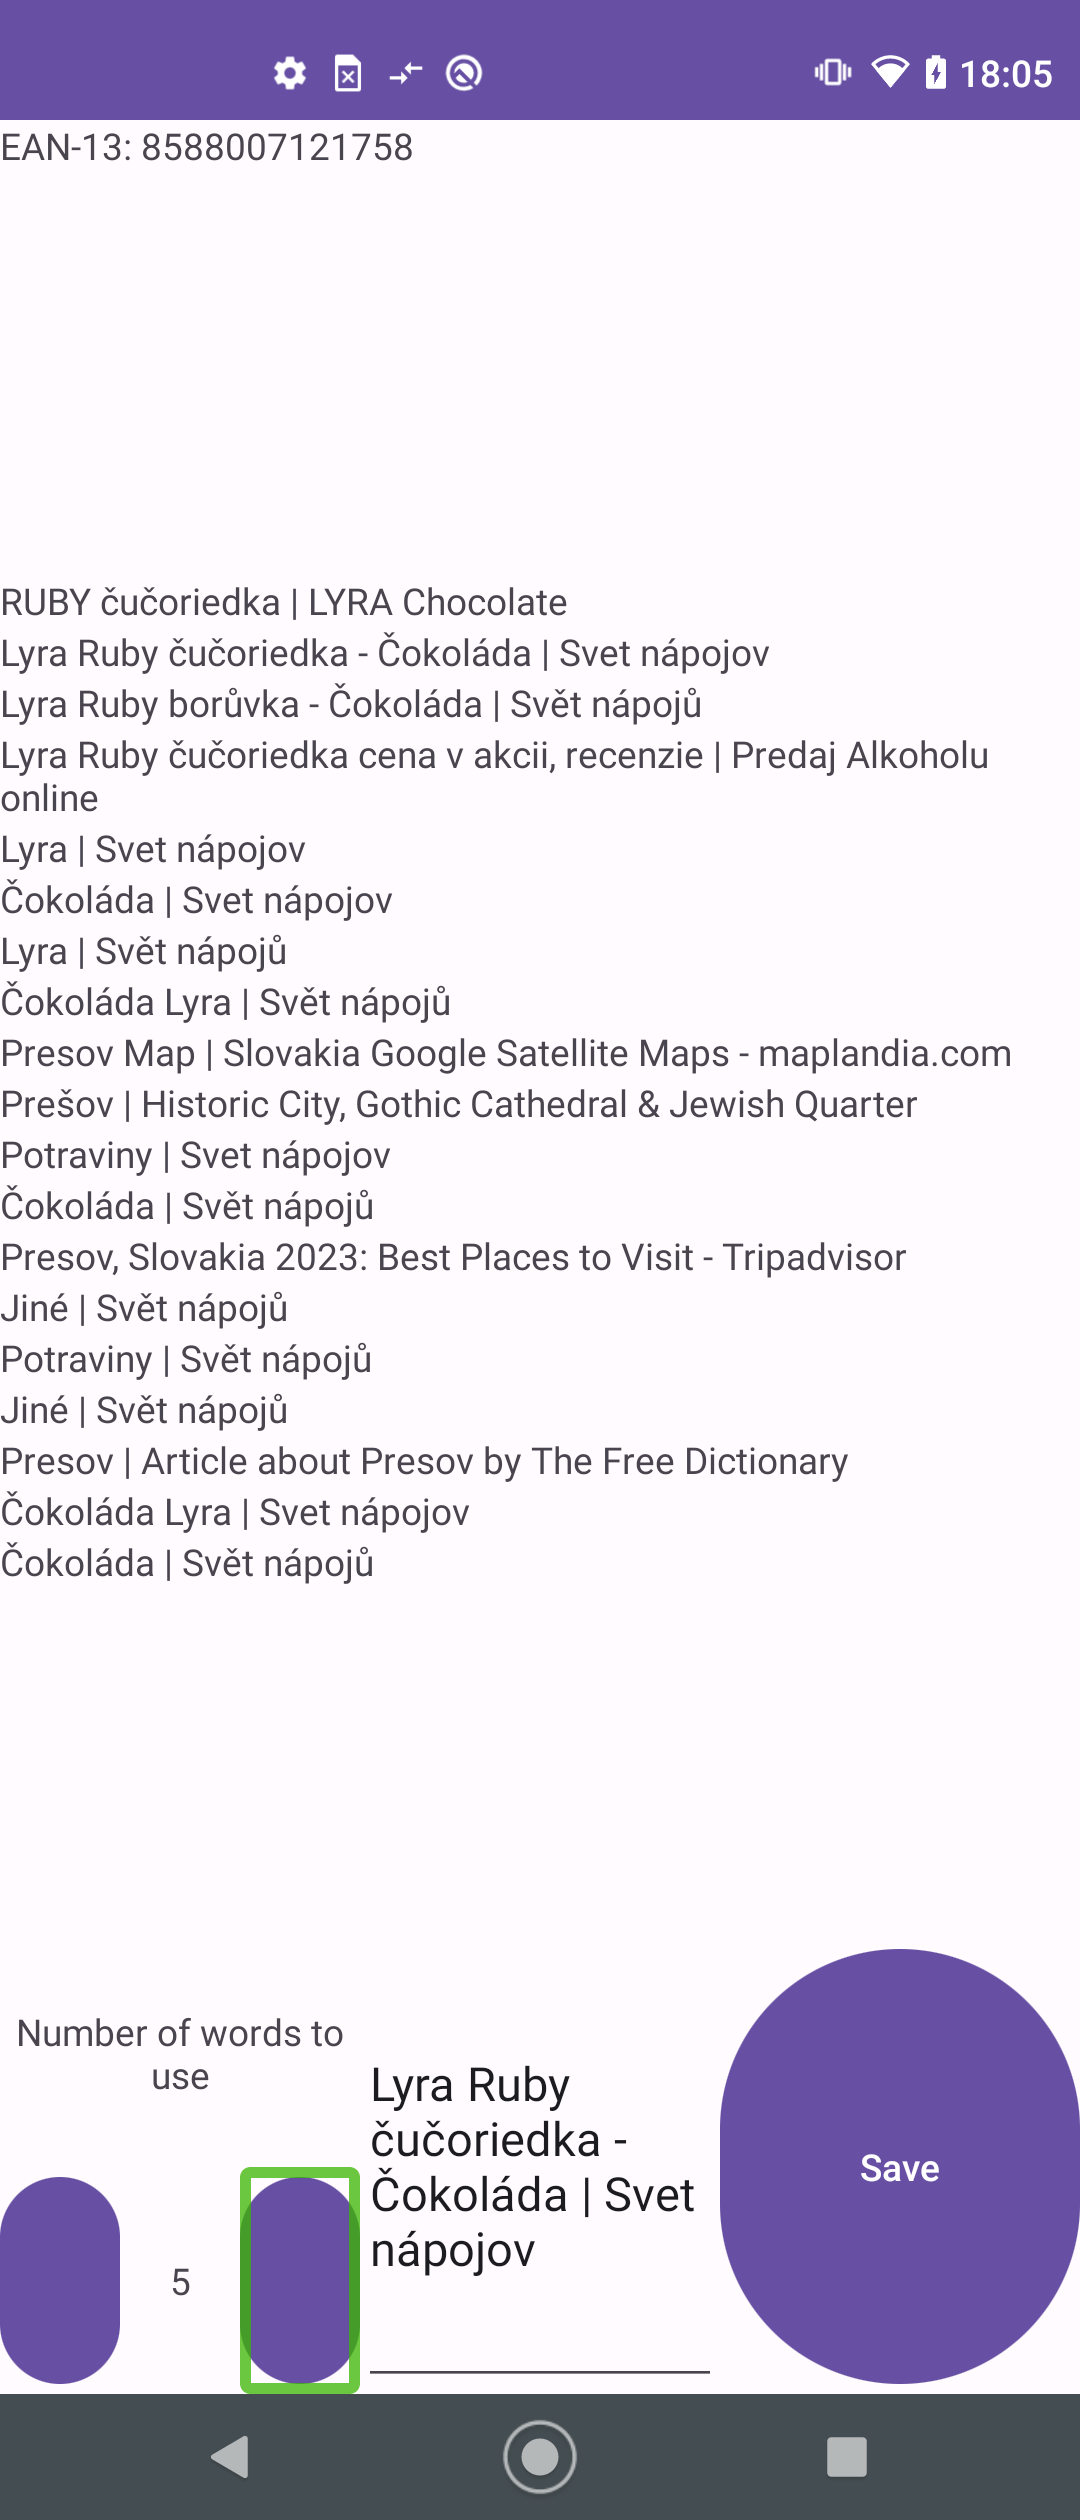 18:05
EAN-13: 8588007121758
RUBY čučoriedka | LYRA Chocolate
Lyra Ruby čučoriedka - Čokoláda | Svet nápojov
Lyra Ruby borůvka - Čokoláda | Svět nápojů
Lyra Ruby čučoriedka cena v akcii, recenzie | Predaj Alkoholu
online
Lyra | Svet nápojov
Čokoláda | Svet nápojov
Lyra | Svět nápojů
Čokoláda Lyra | Svět nápojů
Presov Map | Slovakia Google Satellite Maps - maplandia.com
Prešov | Historic City, Gothic Cathedral & Jewish Quarter
Potraviny | Svet nápojov
Čokoláda | Svět nápojů
Presov, Slovakia 2023: Best Places to Visit - Tripadvisor
Jiné | Svět nápojů
Potraviny | Svět nápojů
Jiné | Svět nápojů
Presov | Article about Presov by The Free Dictionary
Čokoláda Lyra | Svet nápojov
Čokoláda | Svět nápojů
Number of words to
use
5
Lyra Ruby
čučoriedka -
Čokoláda | Svet
nápojov
Save